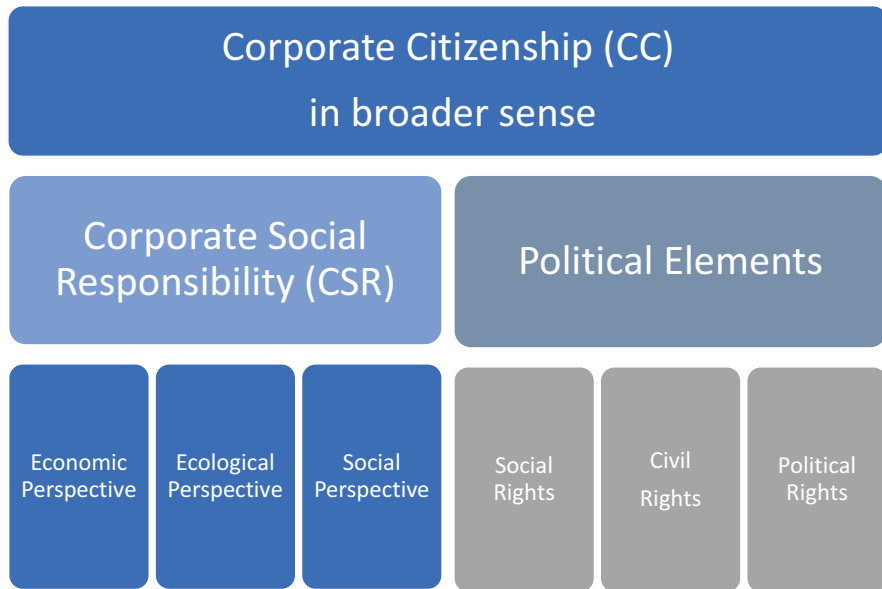 Corporate Citizenship (CC)
in broader sense
Corporate Social
Responsibility (CSR)
Political Elements
Economic
Perspective
Ecological
Perspective
Social
Perspective
Social
Rights
Civil
Rights
Political
Rights